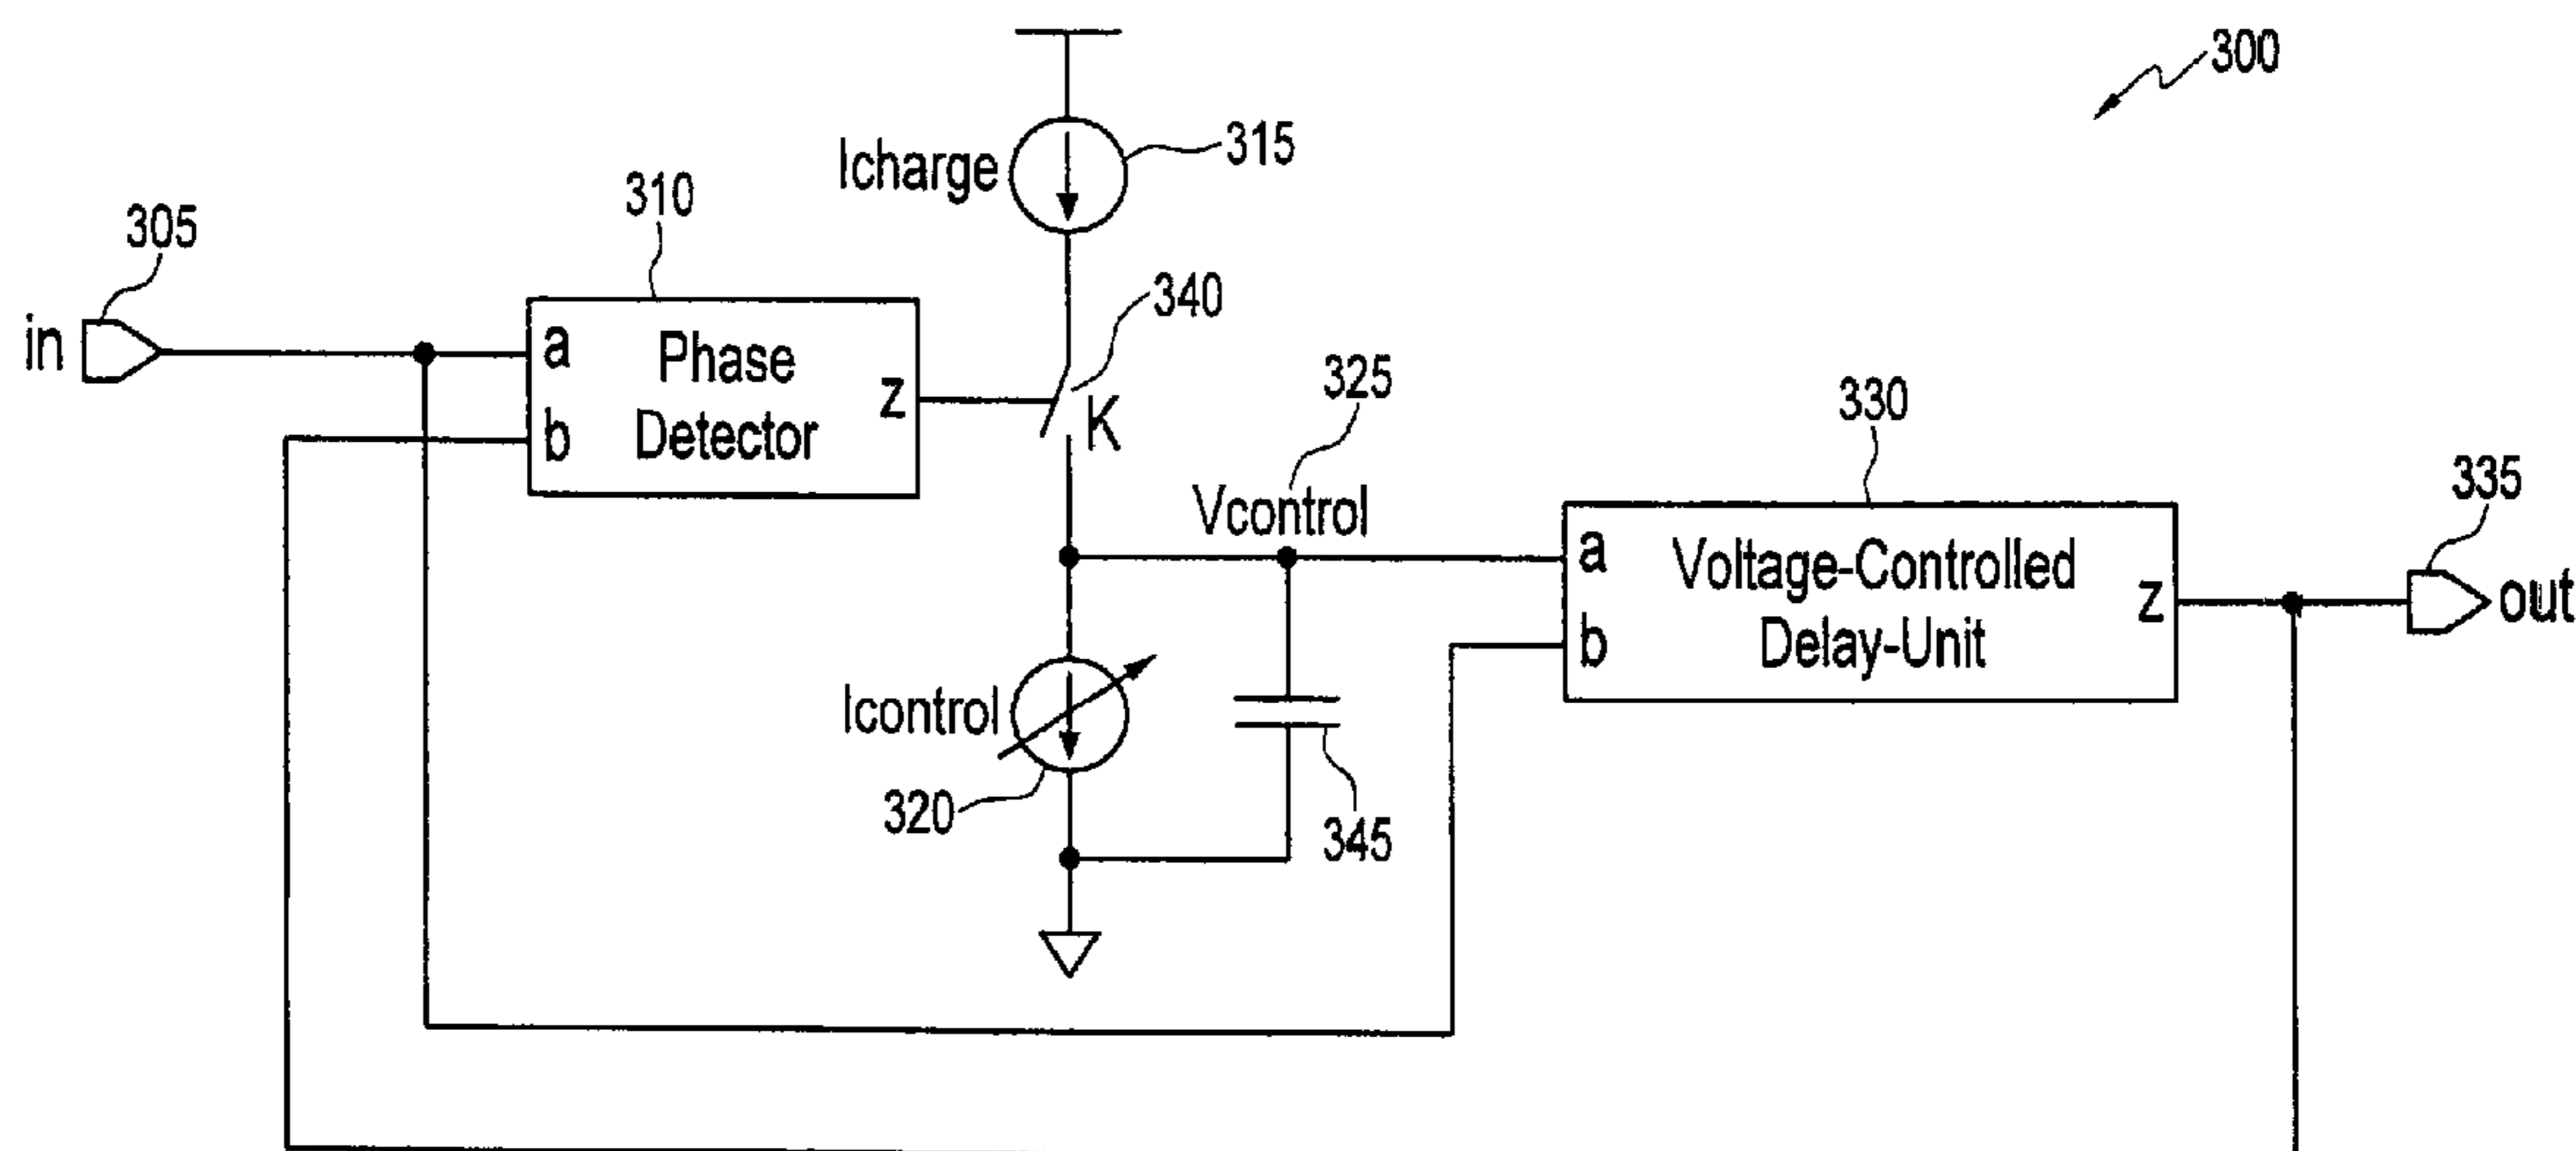 300
315
Icharge
310
305
340
in
a
Phase
Detector
b
z
K
325
Vcontrol
330
335
a
Voltage-Controlled
Delay-Unit
b
z
out
Icontrol
320
345